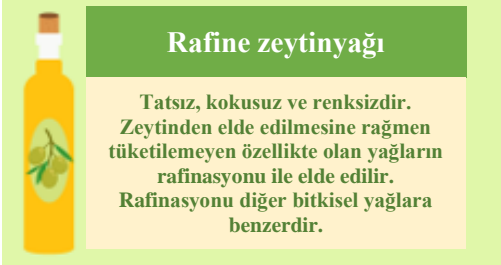 Rafine zeytinyağı
Tatsız, kokusuz ve renksizdir.
Zeytinden elde edilmesine rağmen
tüketilemeyen özellikte olan yağların
rafinasyonu ile elde edilir.
Rafinasyonu diğer bitkisel yağlara
benzerdir.